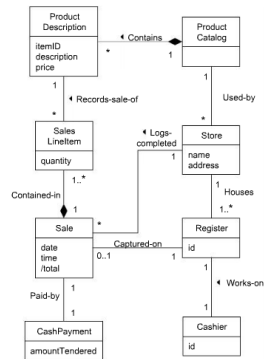 Product
Description
itemID
description
price
◀ Contains
*
1
Product
Catalog
1
1
◀ Records-sale-of
Used-by
*
*
Sales
LineItem
quantity
◀ Logs-
completed
1
Store
name
address
1..*
Contained-in
1
1
Houses
1..*
*
Sale
date
time
/total
Captured-on
0..1
1
Register
id
1
Paid-by
1
1
◀ Works-on
1
CashPayment
amountTendered
Cashier
id